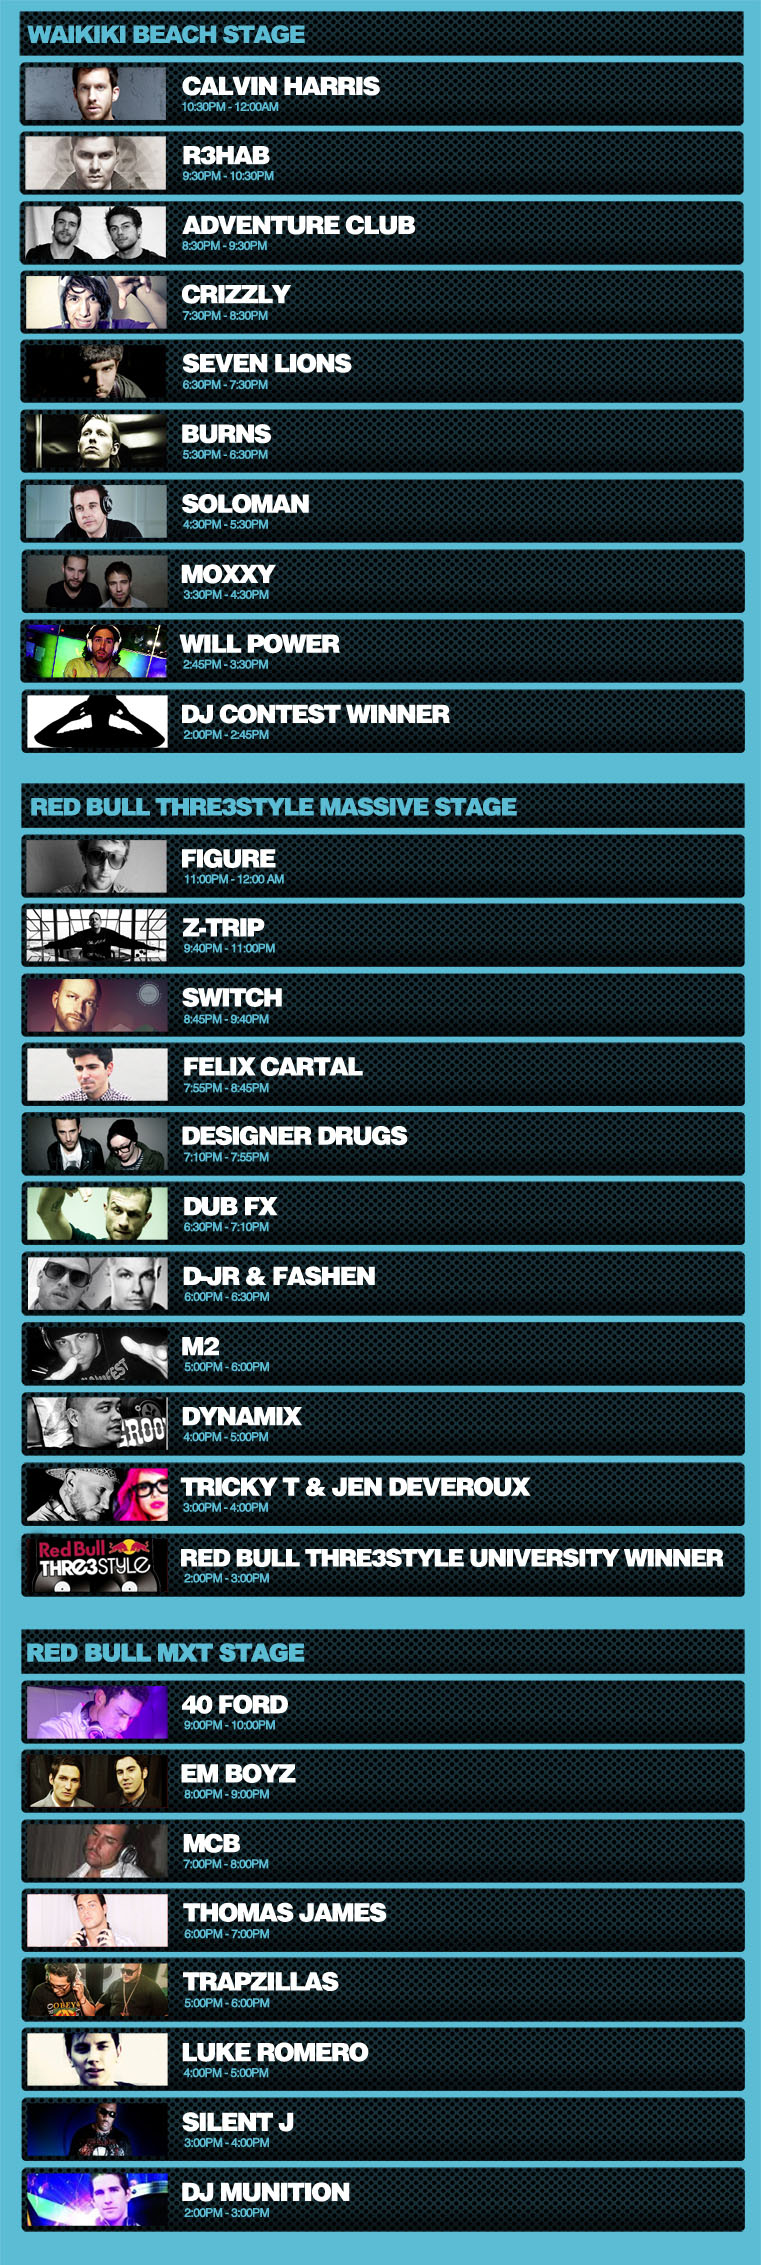 WAIKIKI BEACH STAGE
CALVIN HARRIS
10:30PM - 12:00AM
R3HAB
9:30PM - 10:30PM
ADVENTURE CLUB
8:30PM - 9:30PM
CRIZZLY
7:30PM - 8:30PM
SEVEN LIONS
6:30PM - 7:30PM
BURNS
5:30PM - 6:30PM
SOLOMAN
4:30PM - 5:30PM
MOXXY
3:30PM - 4:30PM
WILL POWER
2:45PM - 3:30PM
DJ CONTEST WINNER
2:00PM - 2:45PM
RED BULL THRE3STYLE MASSIVE STAGE
FIGURE
11:00PM - 12:00 AM
Z-TRIP
9:40PM - 11:00PM
SWITCH
8:45PM - 9:40PM
FELIX CARTAL
7:55PM - 8:45PM
DESIGNER DRUGS
7:10PM - 7:55PM
DUB FX
6:30PM - 7:10PM
D-JR & FASHEN
6:00PM - 6:30PM
M2
5:00PM - 6:00PM
DYNAMIX
4:00PM - 5:00PM
GROO
TRICKY T & JEN DEVEROUX
3:00PM - 4:00PM
Red Bull
THRE3STYLE
RED BULL THRE3STYLE UNIVERSITY WINNER
2:00PM - 3:00PM
RED BULL MXT STAGE
40 FORD
9:00PM - 10:00PM
EM BOYZ
8:00PM - 9:00PM
MCB
7:00PM - 8:00PM
THOMAS JAMES
6:00PM - 7:00PM
TRAPZILLAS
5:00PM - 6:00PM
OBEY
LUKE ROMERO
4:00PM - 5:00PM
SILENT J
3:00PM - 4:00PM
DJ MUNITION
2:00PM - 3:00PM